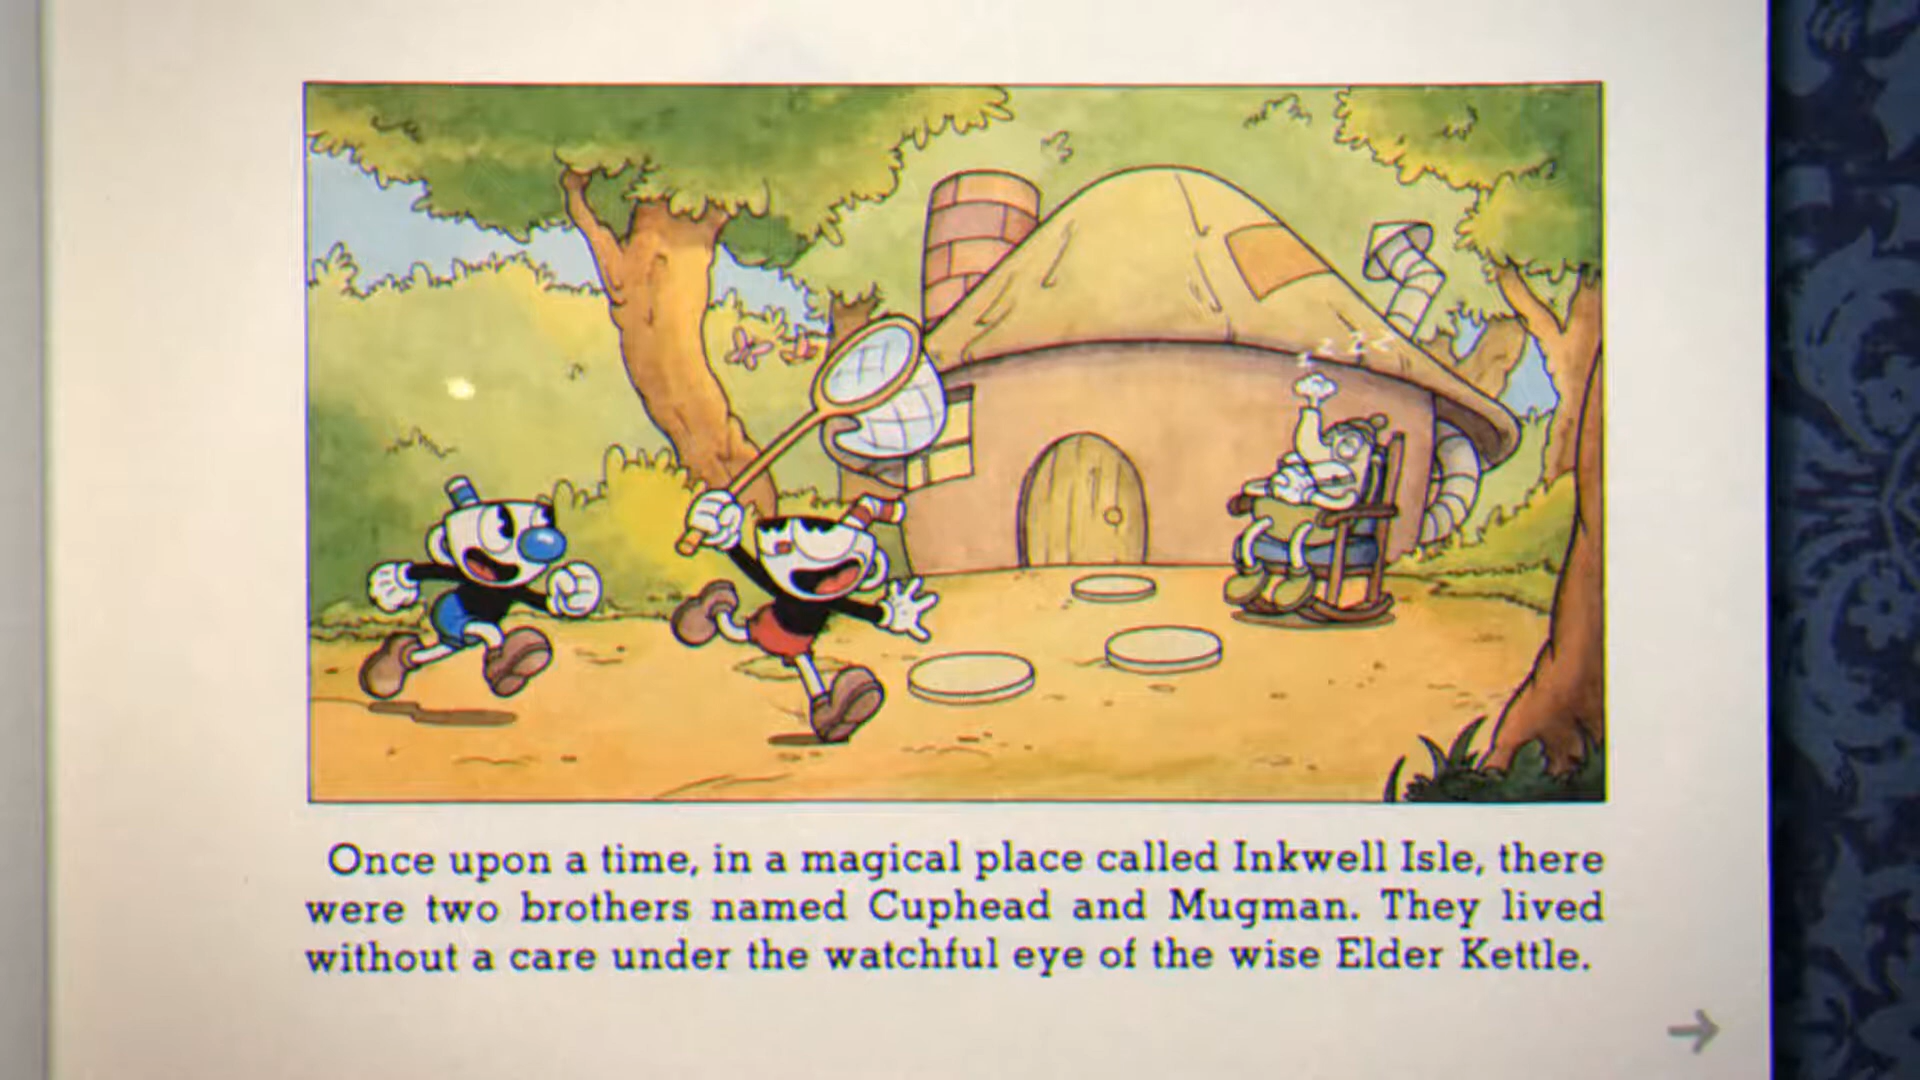 z z z z
Once upon a time, in a magical place called Inkwell Isle, there
were two brothers named Cuphead and Mugman. They lived
without a care under the watchful eye of the wise Elder Kettle.